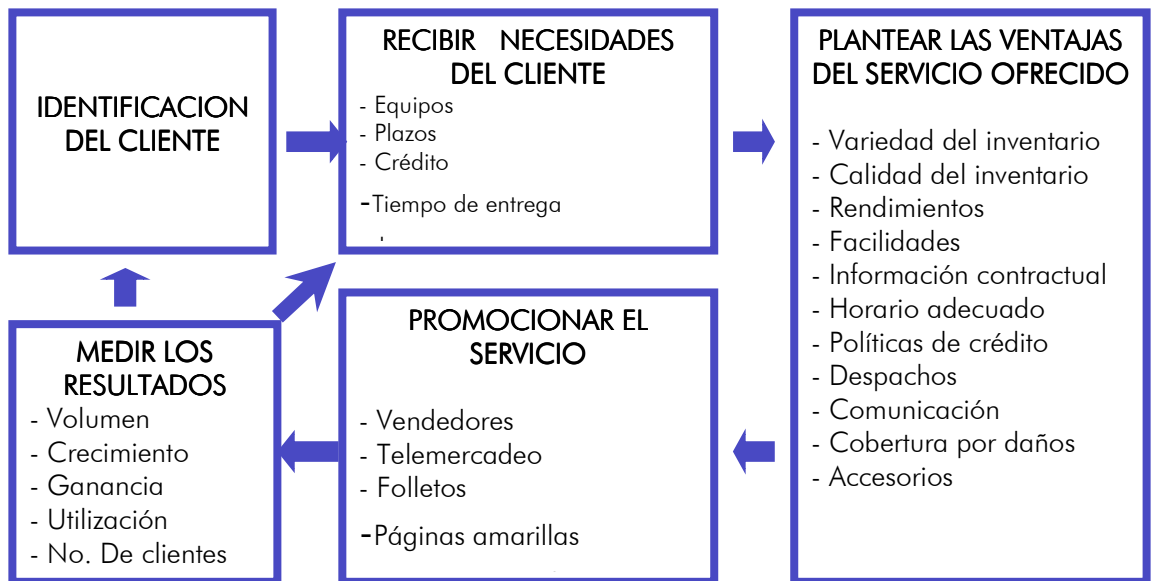 IDENTIFICACION
DEL CLIENTE
RECIBIR NECESIDADES
DEL CLIENTE
- Equipos
- Plazos
- Crédito
-Tiempo de entrega
PLANTEAR LAS VENTAJAS
DEL SERVICIO OFRECIDO
- Variedad del inventario
- Calidad del inventario
- Rendimientos
- Facilidades
- Información contractual
- Horario adecuado
- Políticas de crédito
- Despachos
- Comunicación
- Cobertura por daños
- Accesorios
PROMOCIONAR EL
SERVICIO
- Vendedores
- Telemercadeo
- Folletos
-Páginas amarillas
MEDIR LOS
RESULTADOS
- Volumen
- Crecimiento
- Ganancia
- Utilización
- No. De clientes